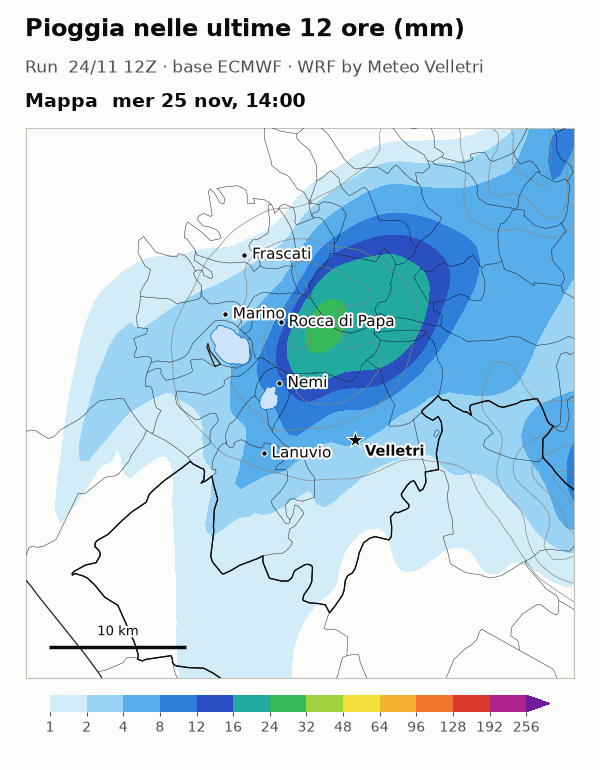 Pioggia nelle ultime 12 ore (mm)
Run  24/11 12Z · base ECMWF · WRF by Meteo Velletri
Mappa  mer 25 nov, 14:00
Frascati
Marino
Rocca di Papa
Nemi
Velletri
Lanuvio
10 km
1 2 4 8 12 16 24 32 48 64 96 128 192 256